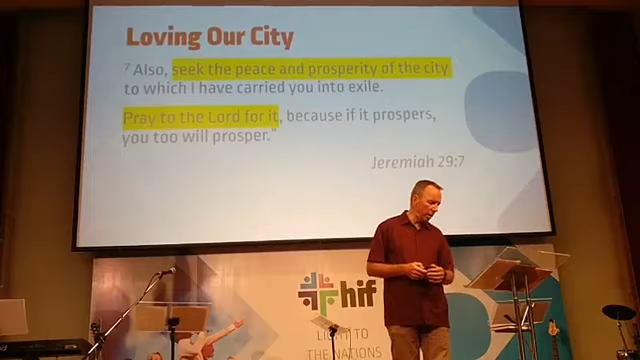 Loving Our City
7 Also, seek the peace and prosperity of the city
to which I have carried you into exile.
Pray to the Lord for it, because if it prospers,
you too will prosper."
Jeremiah 29:7
hif
LIGHT TO
THE NATIONS